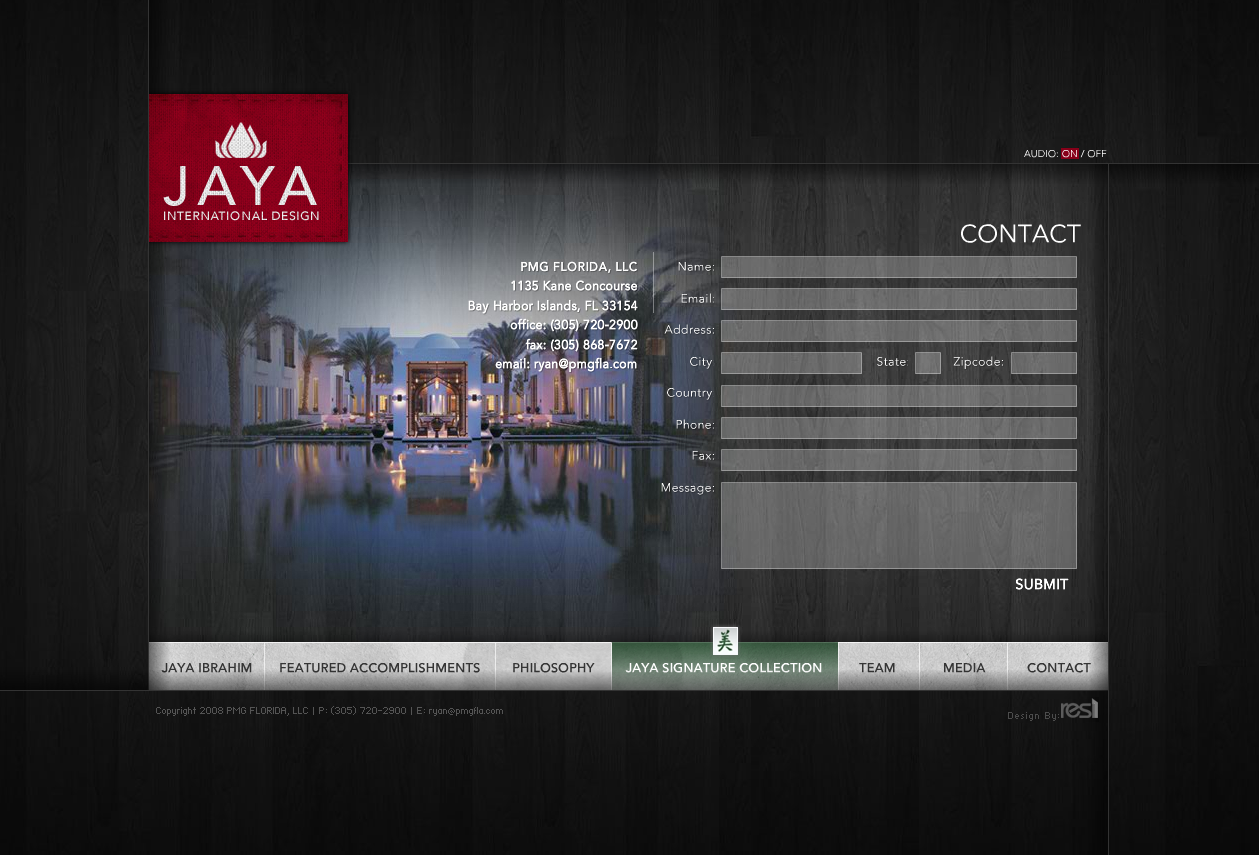 JAYA
INTERNATIONAL DESIGN
AUDIO: ON / OFF
CONTACT
PMG FLORIDA, LLC
1135 Kane Concourse
Bay Harbor Islands, FL 33154
office: (305) 720-2900
fax: (305) 868-7672
email: ryan@pmgfla.com
Name:
Email:
Address:
City State: Zipcode:
Country
Phone:
Fax:
Message:
SUBMIT
美
JAYA IBRAHIM FEATURED ACCOMPLISHMENTS PHILOSOPHY JAYA SIGNATURE COLLECTION TEAM MEDIA CONTACT
Copyright 2008 PMG FLORIDA, LLC | P: (305) 720-2900 | E: ryan@pmgfla.com
Design By: